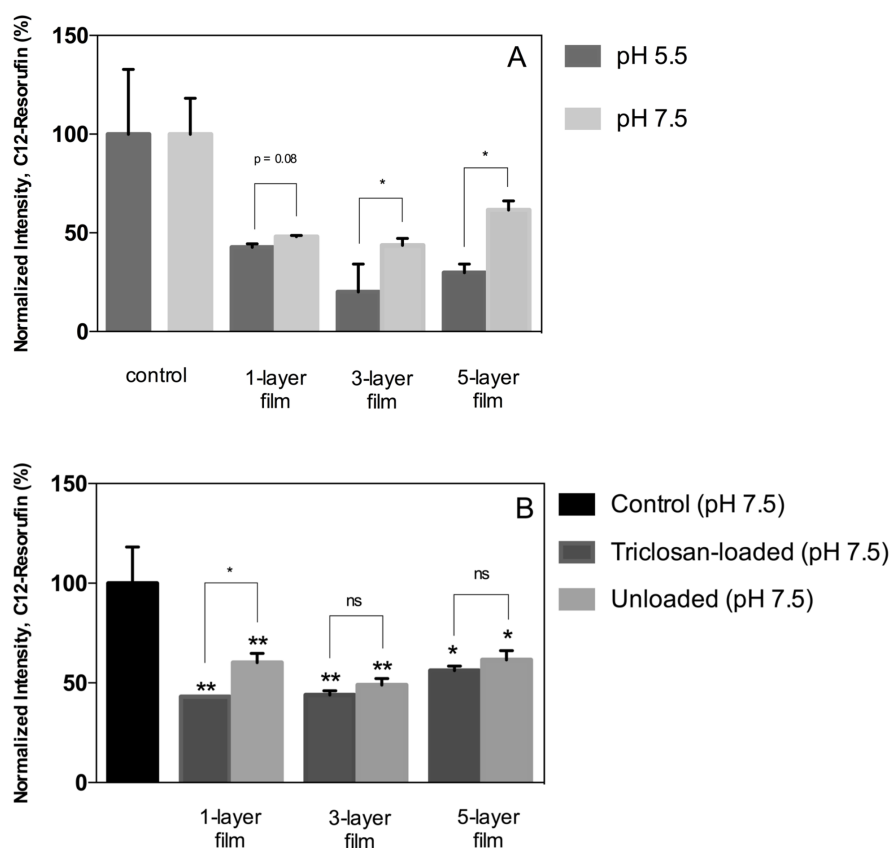 Normalized Intensity, C12-Resorufin (%)
150
100
50
0
A
p = 0.08
*
*
control
1-layer
film
3-layer
film
5-layer
film
pH 5.5
pH 7.5
Normalized Intensity, C12-Resorufin (%)
150
100
50
0
B
*
ns
ns
** ** ** ** * *
1-layer
film
3-layer
film
5-layer
film
Control (pH 7.5)
Triclosan-loaded (pH 7.5)
Unloaded (pH 7.5)